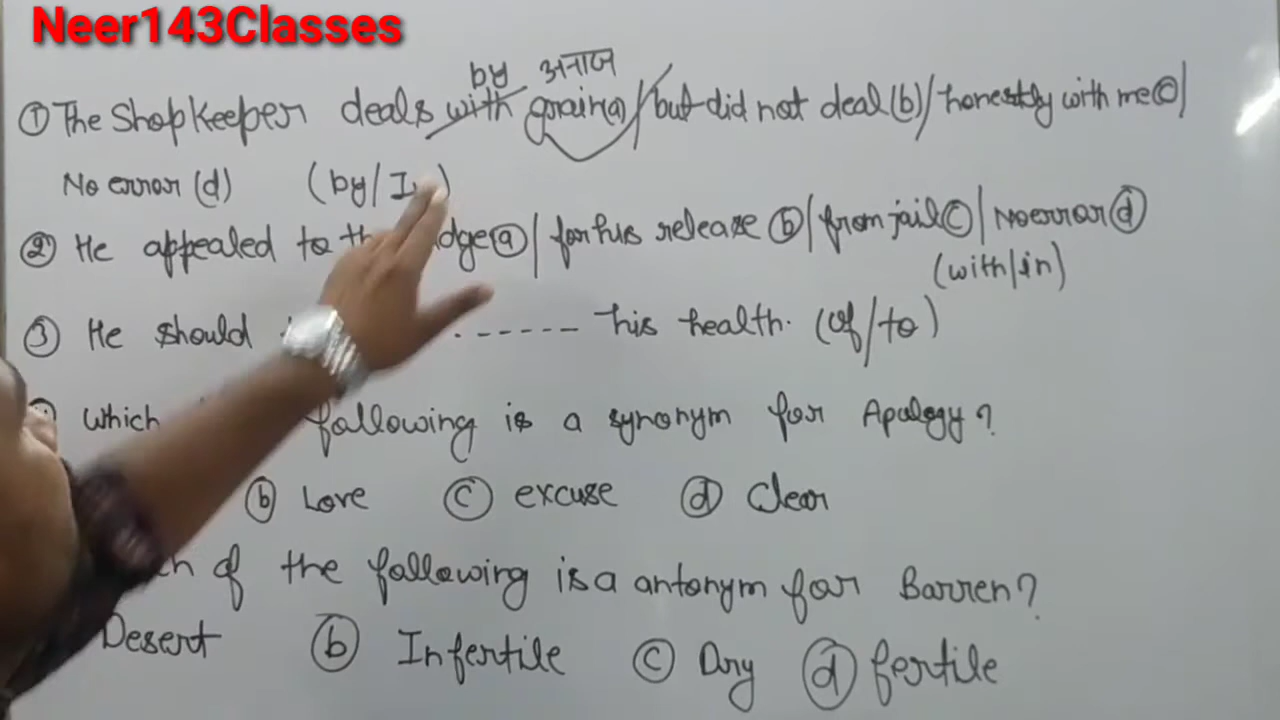 Neer143Classes
by अनाज
① The Shopkeeper deals with grain(a)/but did not deal(b)/honestly with me ⓒ/
No error (d) (by/I
② He appealed to th dge ⓐ/for his release ⓑ/from jail ⓒ/No error ⓓ
(with/in)
③ He should ------ his health. (of/to)
which following is a synonym for Apology?
ⓑ Love ⓒ excuse ⓓ Clear
of the following is a antonym for Barren?
Desert ⓑ Infertile ⓒ Dry ⓓ fertile